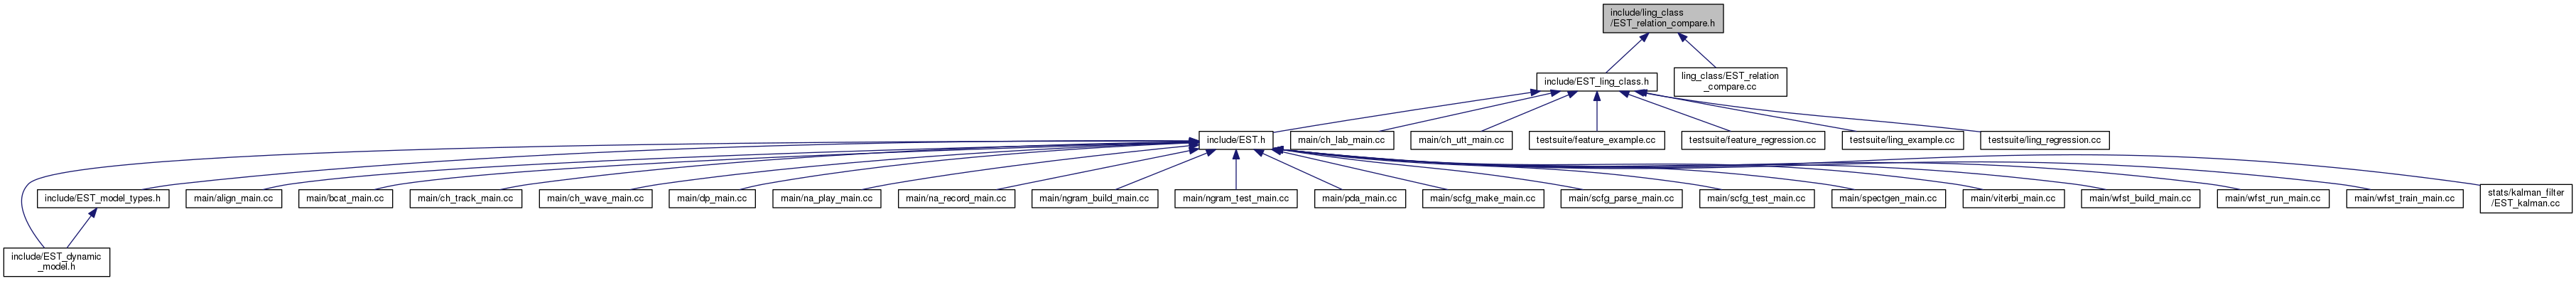 include/ling_class
/EST_relation_compare.h
include/EST_ling_class.h
ling_class/EST_relation
_compare.cc
include/EST.h
main/ch_lab_main.cc
main/ch_utt_main.cc
testsuite/feature_example.cc
testsuite/feature_regression.cc
testsuite/ling_example.cc
testsuite/ling_regression.cc
include/EST_model_types.h
main/align_main.cc
main/bcat_main.cc
main/ch_track_main.cc
main/ch_wave_main.cc
main/dp_main.cc
main/na_play_main.cc
main/na_record_main.cc
main/ngram_build_main.cc
main/ngram_test_main.cc
main/pda_main.cc
main/scfg_make_main.cc
main/scfg_parse_main.cc
main/scfg_test_main.cc
main/spectgen_main.cc
main/viterbi_main.cc
main/wfst_build_main.cc
main/wfst_run_main.cc
main/wfst_train_main.cc
stats/kalman_filter
/EST_kalman.cc
include/EST_dynamic
_model.h